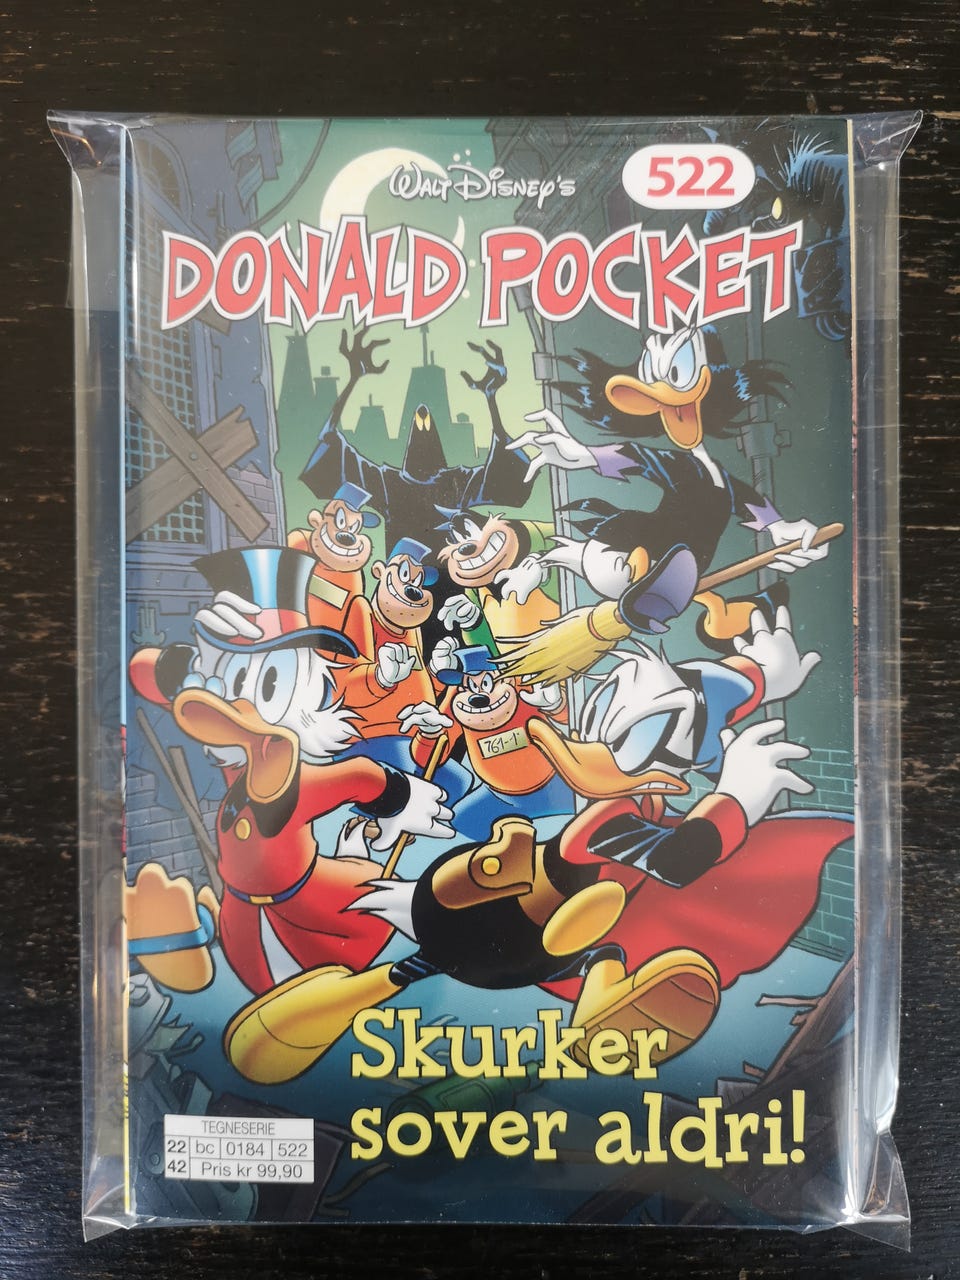 WALT DISNEY'S
522
DONALD POCKET
761-1
Skurker
sover aldri!
TEGNESERIE
22 bc 0184 522
42 Pris kr 99,90